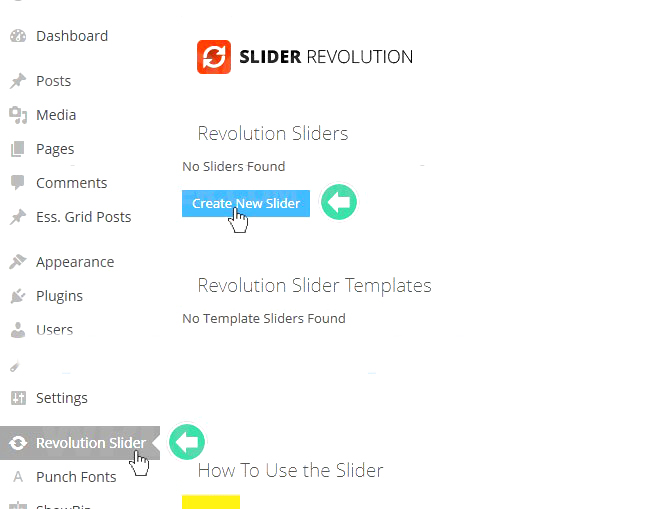 Dashboard
Posts
Media
Pages
Comments
Ess. Grid Posts
Appearance
Plugins
Users
Settings
Revolution Slider
A Punch Fonts
SLIDER REVOLUTION
Revolution Sliders
No Sliders Found
Create New Slider
Revolution Slider Templates
No Template Sliders Found
How To Use the Slider